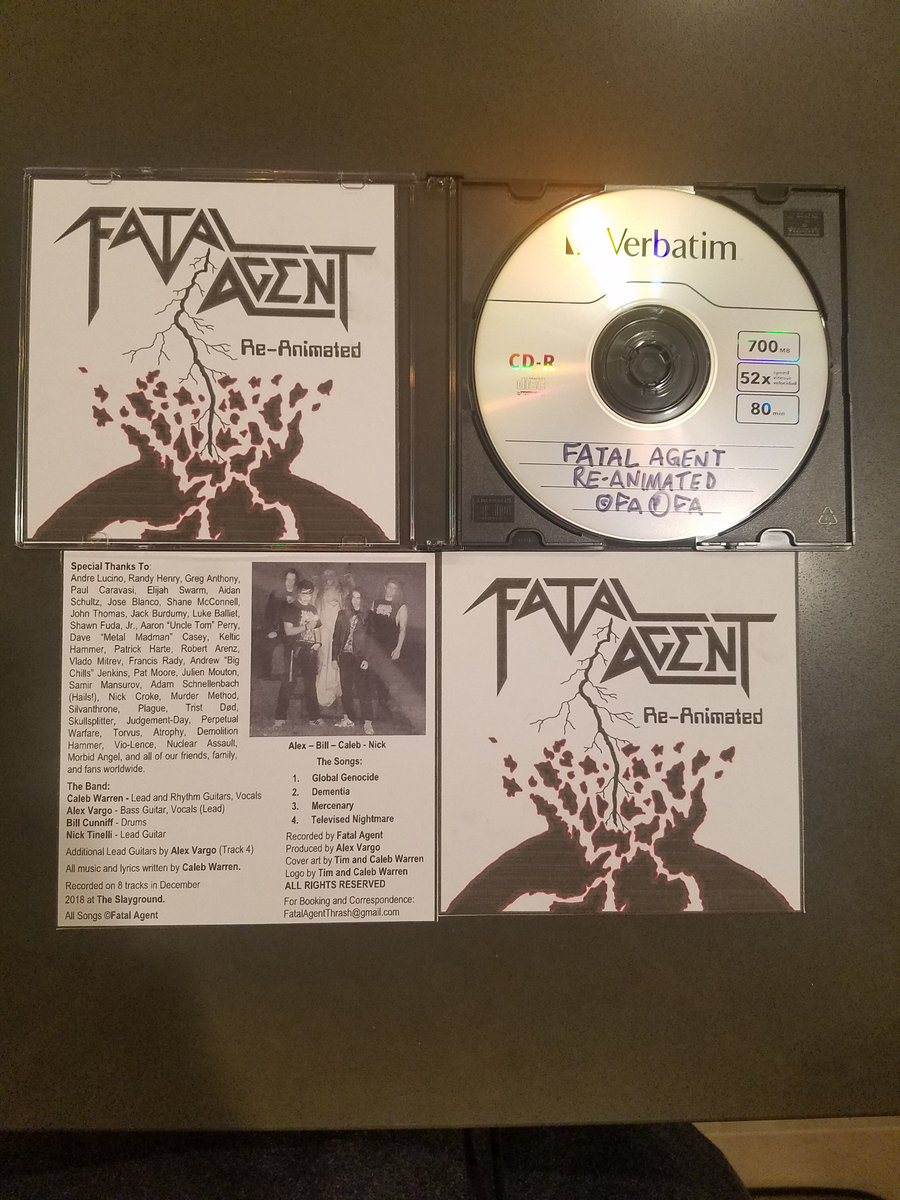 FATAL
AGENT
Re-Animated
Verbatim
CD-R
700 MB
52x speed
vitesse
velocidad
80 min
FATAL AGENT
RE-ANIMATED
©FA ℗FA
Special Thanks To:
Andre Lucino, Randy Henry, Greg Anthony,
Paul Caravasi, Elijah Swarm, Aidan
Schultz, Jose Blanco, Shane McConnell,
John Thomas, Jack Burdumy, Luke Balliet,
Shawn Fuda, Jr., Aaron “Uncle Tom” Perry,
Dave “Metal Madman” Casey, Keltic
Hammer, Patrick Harte, Robert Arenz,
Vlado Mitrev, Francis Rady, Andrew “Big
Chills” Jenkins, Pat Moore, Julien Mouton,
Samir Mansurov, Adam Schnellenbach
(Hails!), Nick Croke, Murder Method,
Silvanthrone, Plague, Trist Død,
Skullsplitter, Judgement-Day, Perpetual
Warfare, Torvus, Atrophy, Demolition
Hammer, Vio-Lence, Nuclear Assault,
Morbid Angel, and all of our friends, family,
and fans worldwide.
The Band:
Caleb Warren - Lead and Rhythm Guitars, Vocals
Alex Vargo - Bass Guitar, Vocals (Lead)
Bill Cunniff - Drums
Nick Tinelli - Lead Guitar
Additional Lead Guitars by Alex Vargo (Track 4)
All music and lyrics written by Caleb Warren.
Recorded on 8 tracks in December
2018 at The Slayground.
All Songs ©Fatal Agent
Alex – Bill – Caleb - Nick
The Songs:
1. Global Genocide
2. Dementia
3. Mercenary
4. Televised Nightmare
Recorded by Fatal Agent
Produced by Alex Vargo
Cover art by Tim and Caleb Warren
Logo by Tim and Caleb Warren
ALL RIGHTS RESERVED
For Booking and Correspondence:
FatalAgentThrash@gmail.com
FATAL
AGENT
Re-Animated